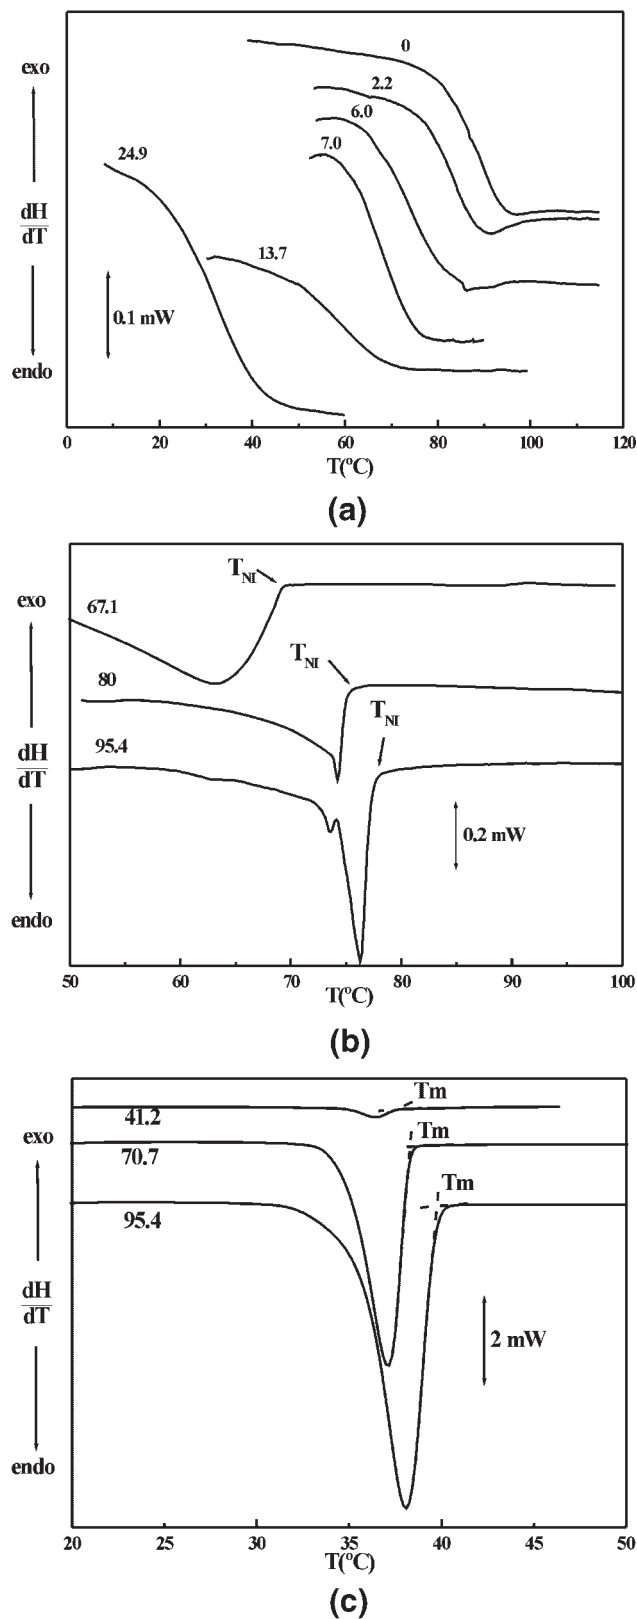 0
exo
2.2
6.0
7.0
24.9
dH
dT
13.7
0.1 mW
endo
0 20 40 60 80 100 120
T(ºC)
(a)
T_NI
exo
67.1
T_NI
80
T_NI
dH
dT
95.4
0.2 mW
endo
50 60 70 80 90 100
T(ºC)
(b)
Tm
41.2
exo
Tm
70.7
Tm
95.4
dH
dT
2 mW
endo
20 25 30 35 40 45 50
T(ºC)
(c)